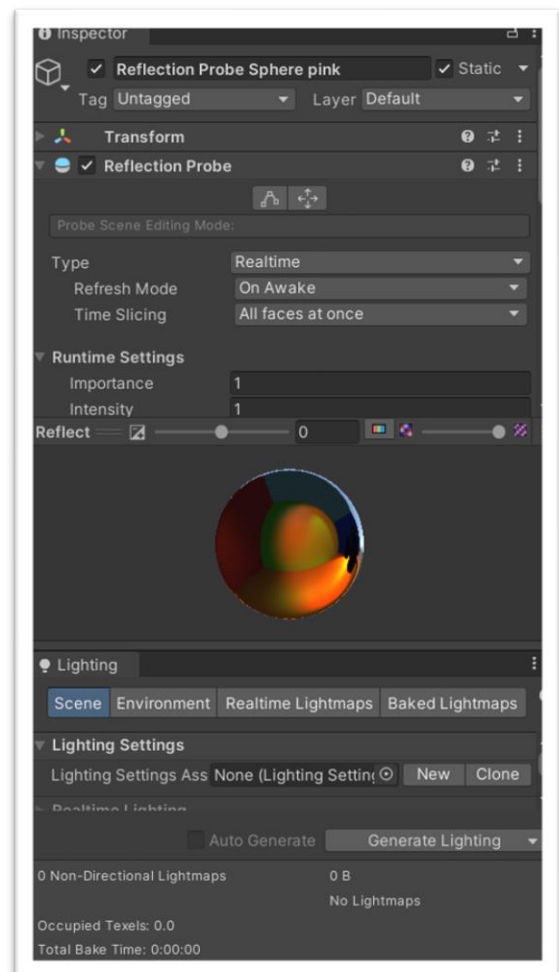 Inspector
Reflection Probe Sphere pink Static
Tag Untagged Layer Default
Transform
Reflection Probe
Probe Scene Editing Mode:
Type Realtime
Refresh Mode On Awake
Time Slicing All faces at once
Runtime Settings
Importance 1
Intensity 1
Reflect 0
Lighting
Scene Environment Realtime Lightmaps Baked Lightmaps
Lighting Settings
Lighting Settings Ass None (Lighting Setting New Clone
Realtime Lighting
Auto Generate Generate Lighting
0 Non-Directional Lightmaps 0 B
No Lightmaps
Occupied Texels: 0.0
Total Bake Time: 0:00:00